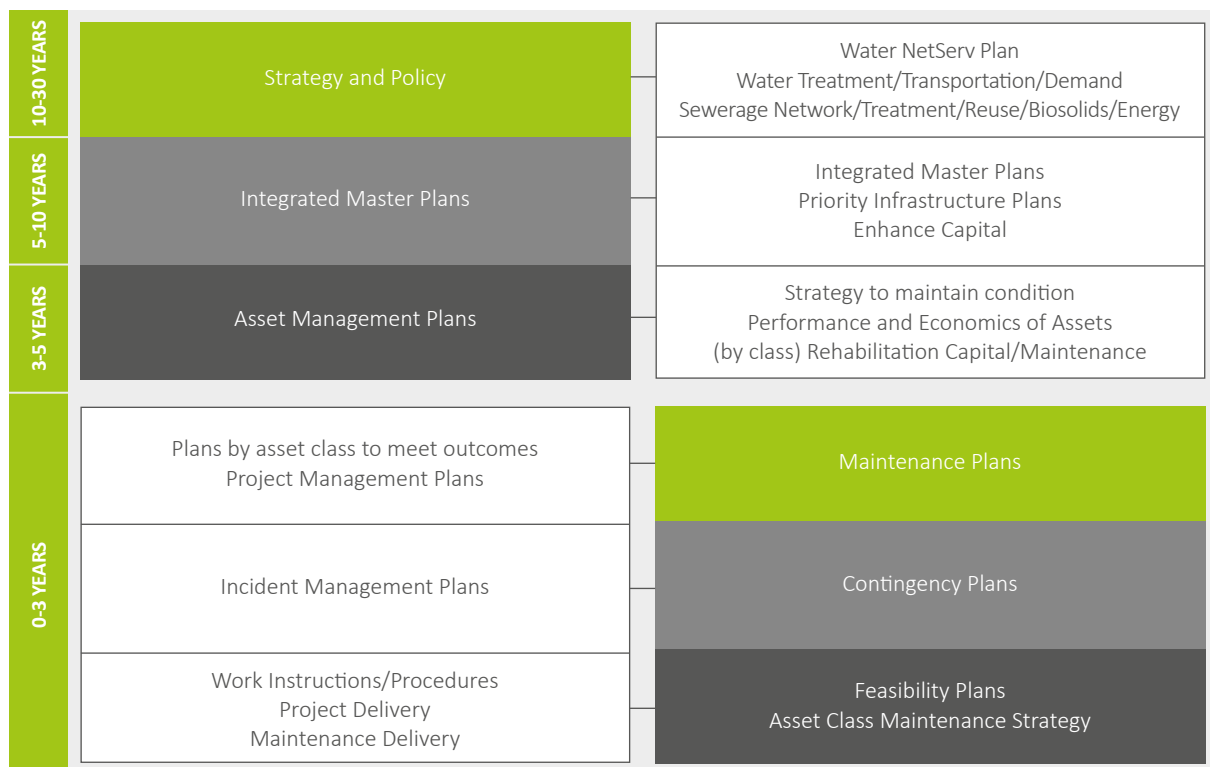 10-30 YEARS
Strategy and Policy
Water NetServ Plan
Water Treatment/Transportation/Demand
Sewerage Network/Treatment/Reuse/Biosolids/Energy
5-10 YEARS
Integrated Master Plans
Integrated Master Plans
Priority Infrastructure Plans
Enhance Capital
3-5 YEARS
Asset Management Plans
Strategy to maintain condition
Performance and Economics of Assets
(by class) Rehabilitation Capital/Maintenance
0-3 YEARS
Plans by asset class to meet outcomes
Project Management Plans
Maintenance Plans
Incident Management Plans
Contingency Plans
Work Instructions/Procedures
Project Delivery
Maintenance Delivery
Feasibility Plans
Asset Class Maintenance Strategy